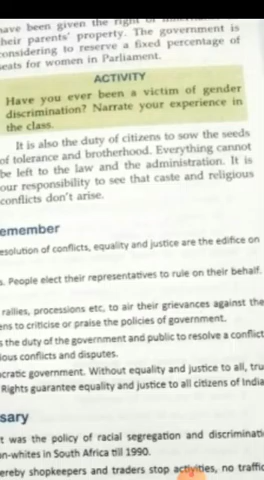 have been given the right
their parents' property. The government is
considering to reserve a fixed percentage of
seats for women in Parliament.
ACTIVITY
Have you ever been a victim of gender
discrimination? Narrate your experience in
the class.
It is also the duty of citizens to sow the seeds
of tolerance and brotherhood. Everything cannot
be left to the law and the administration. It is
our responsibility to see that caste and religious
conflicts don't arise.
emember
esolution of conflicts, equality and justice are the edifice on
s. People elect their representatives to rule on their behalf.
rallies, processions etc, to air their grievances against the
ens to criticise or praise the policies of government.
s the duty of the government and public to resolve a conflict
ious conflicts and disputes.
cratic government. Without equality and justice to all, tru
Rights guarantee equality and justice to all citizens of India
sary
t was the policy of racial segregation and discriminati
n-whites in South Africa till 1990.
ereby shopkeepers and traders stop activities, no traffic